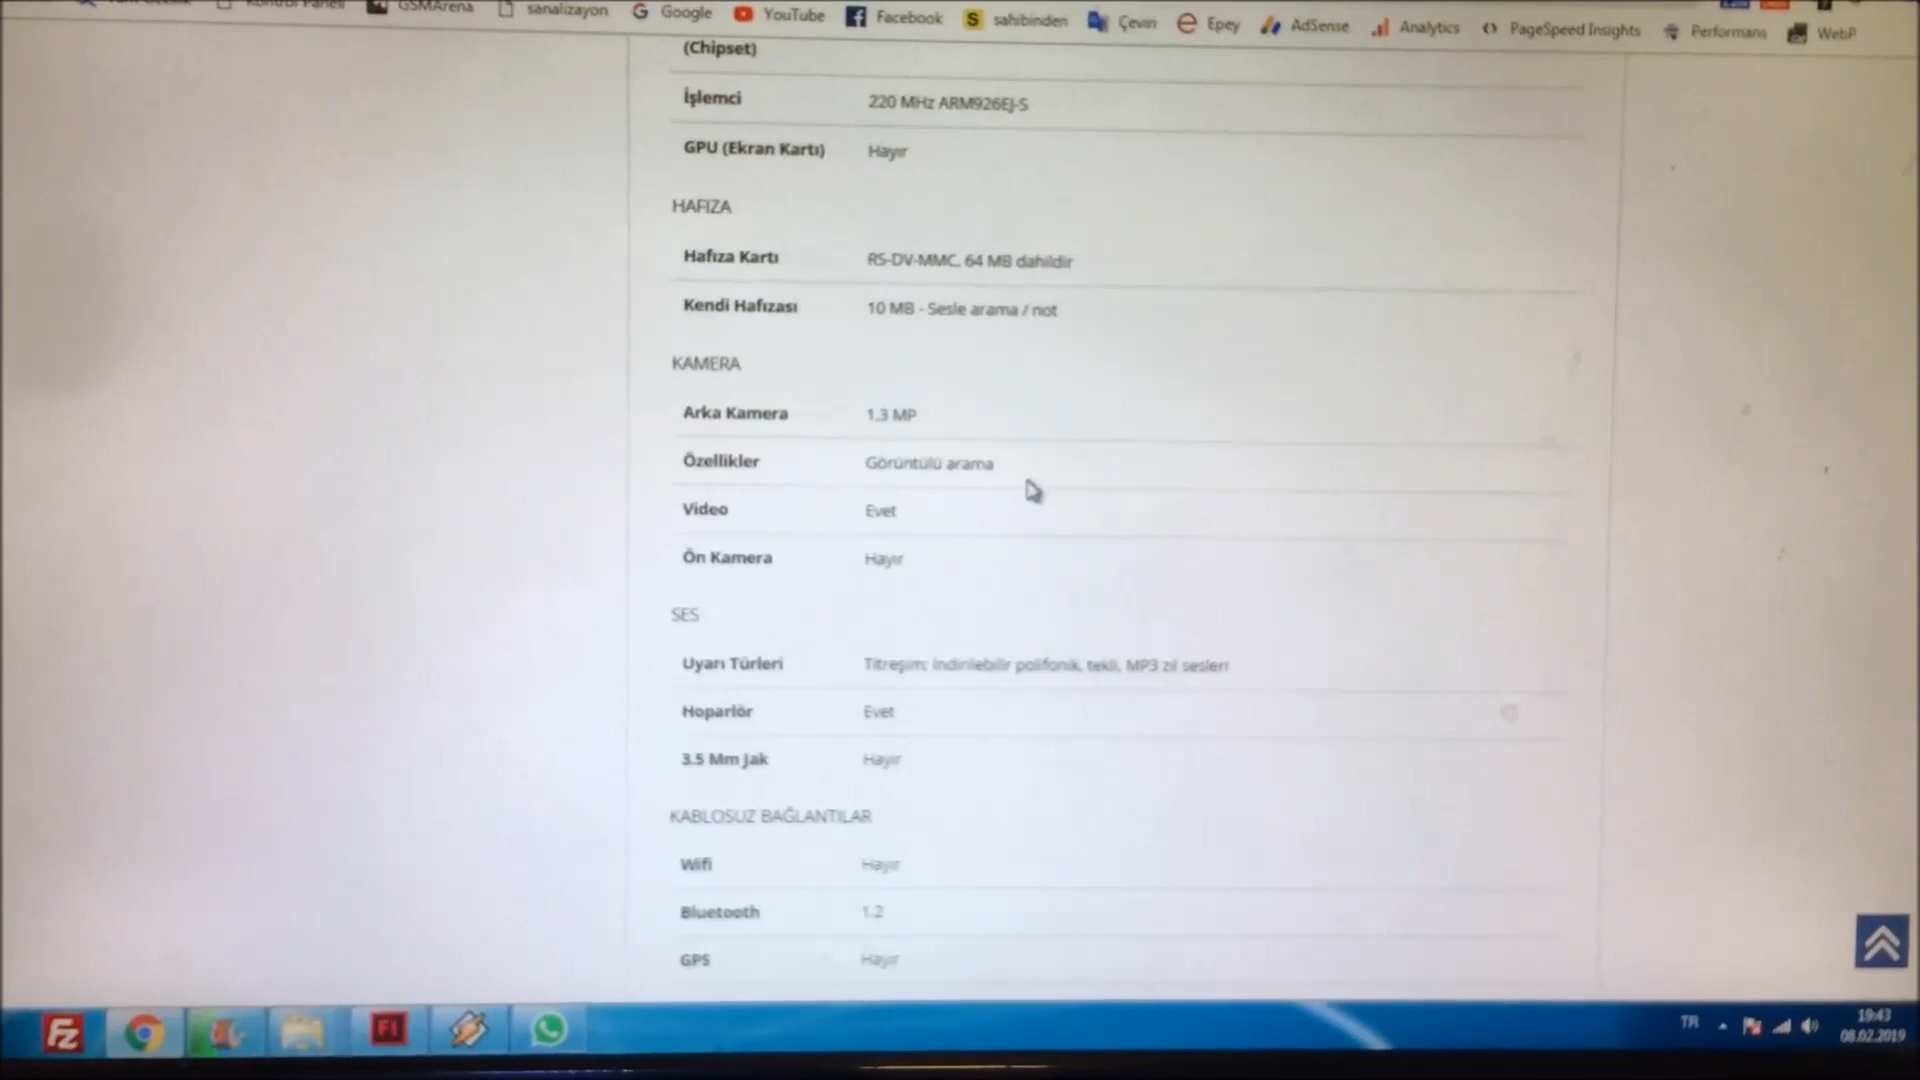 GSMArena
sanalizayon
Google
YouTube
Facebook
S sahibinden
Çeviri
e Epey
AdSense
Analytics
PageSpeed Insights
Performans
WebP
(Chipset)
İşlemci 220 MHz ARM926EJ-S
GPU (Ekran Kartı) Hayır
HAFIZA
Hafıza Kartı RS-DV-MMC, 64 MB dahildir
Kendi Hafızası 10 MB - Sesle arama / not
KAMERA
Arka Kamera 1.3 MP
Özellikler Görüntülü arama
Video Evet
Ön Kamera Hayır
SES
Uyarı Türleri Titreşim; İndirilebilir polifonik, tekli, MP3 zil sesleri
Hoparlör Evet
3.5 Mm Jak Hayır
KABLOSUZ BAĞLANTILAR
Wifi Hayır
Bluetooth 1.2
GPS Hayır
Fz
Fl
TR
19:43
08.02.2019